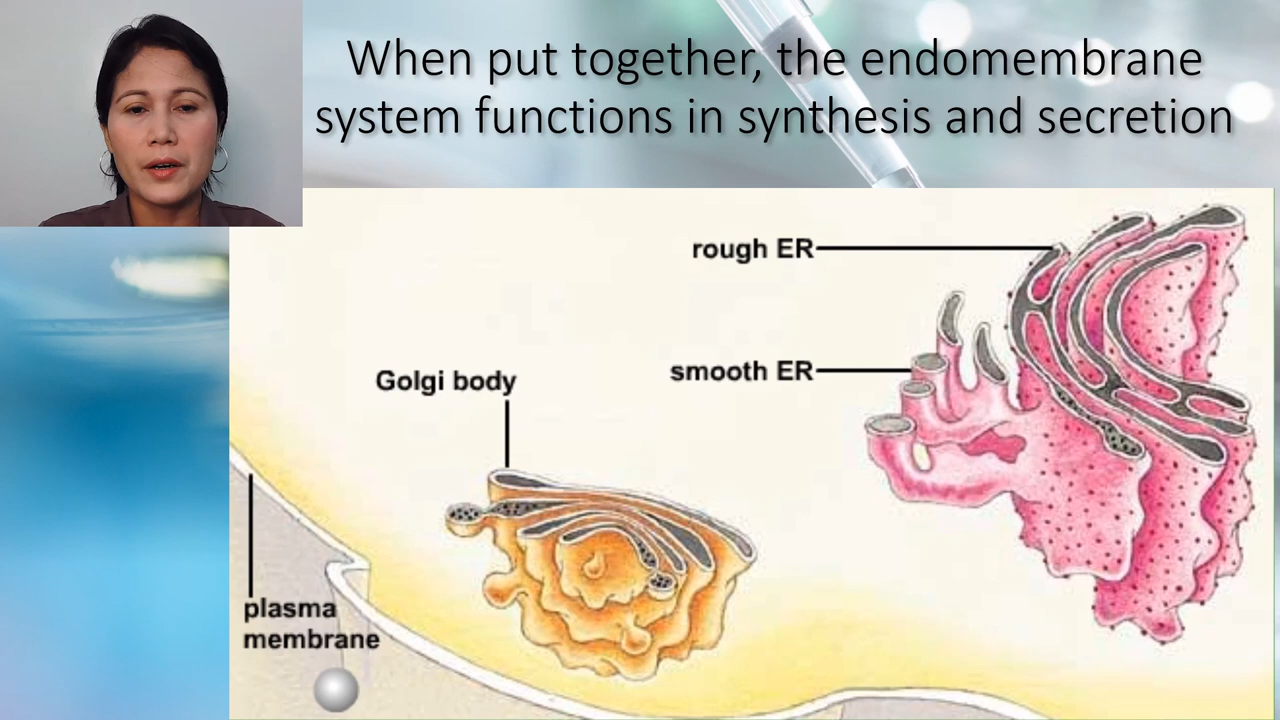 When put together, the endomembrane
system functions in synthesis and secretion
rough ER
smooth ER
Golgi body
plasma
membrane